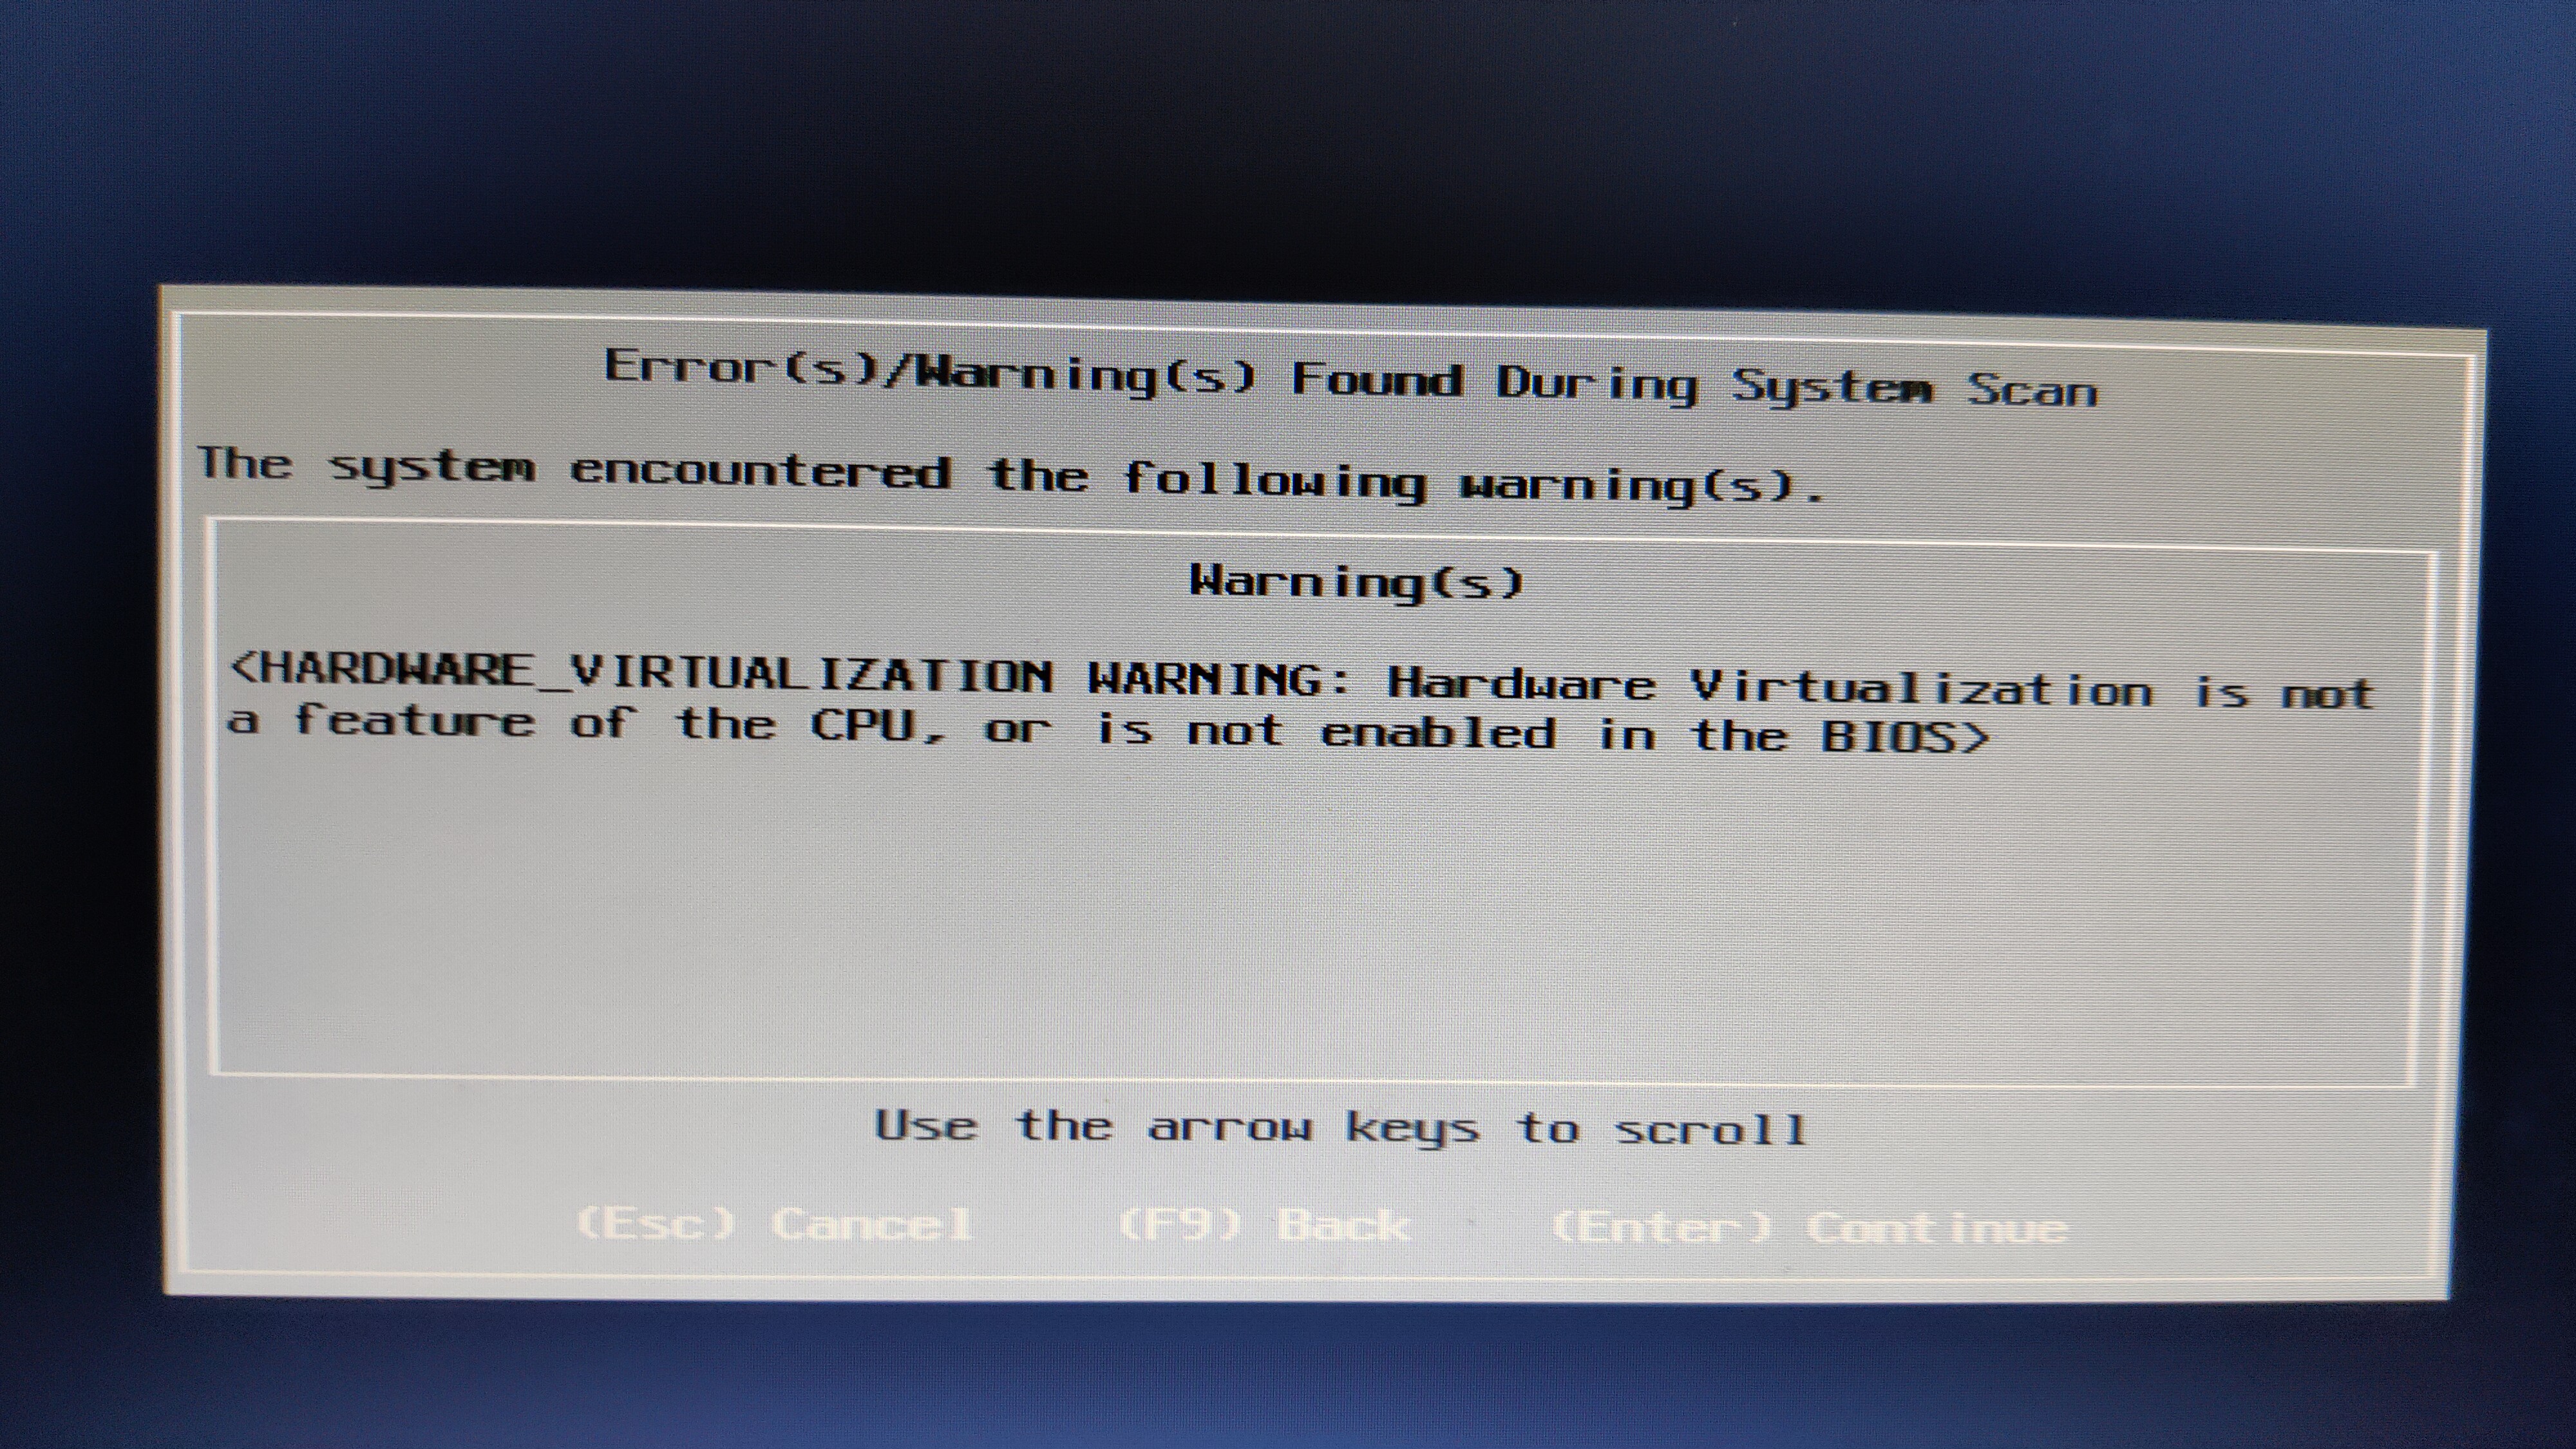 Error(s)/Warning(s) Found During System Scan
The system encountered the following warning(s).
Warning(s)
<HARDWARE_VIRTUALIZATION WARNING: Hardware Virtualization is not
a feature of the CPU, or is not enabled in the BIOS>
Use the arrow keys to scroll
(Esc) Cancel (F9) Back (Enter) Continue